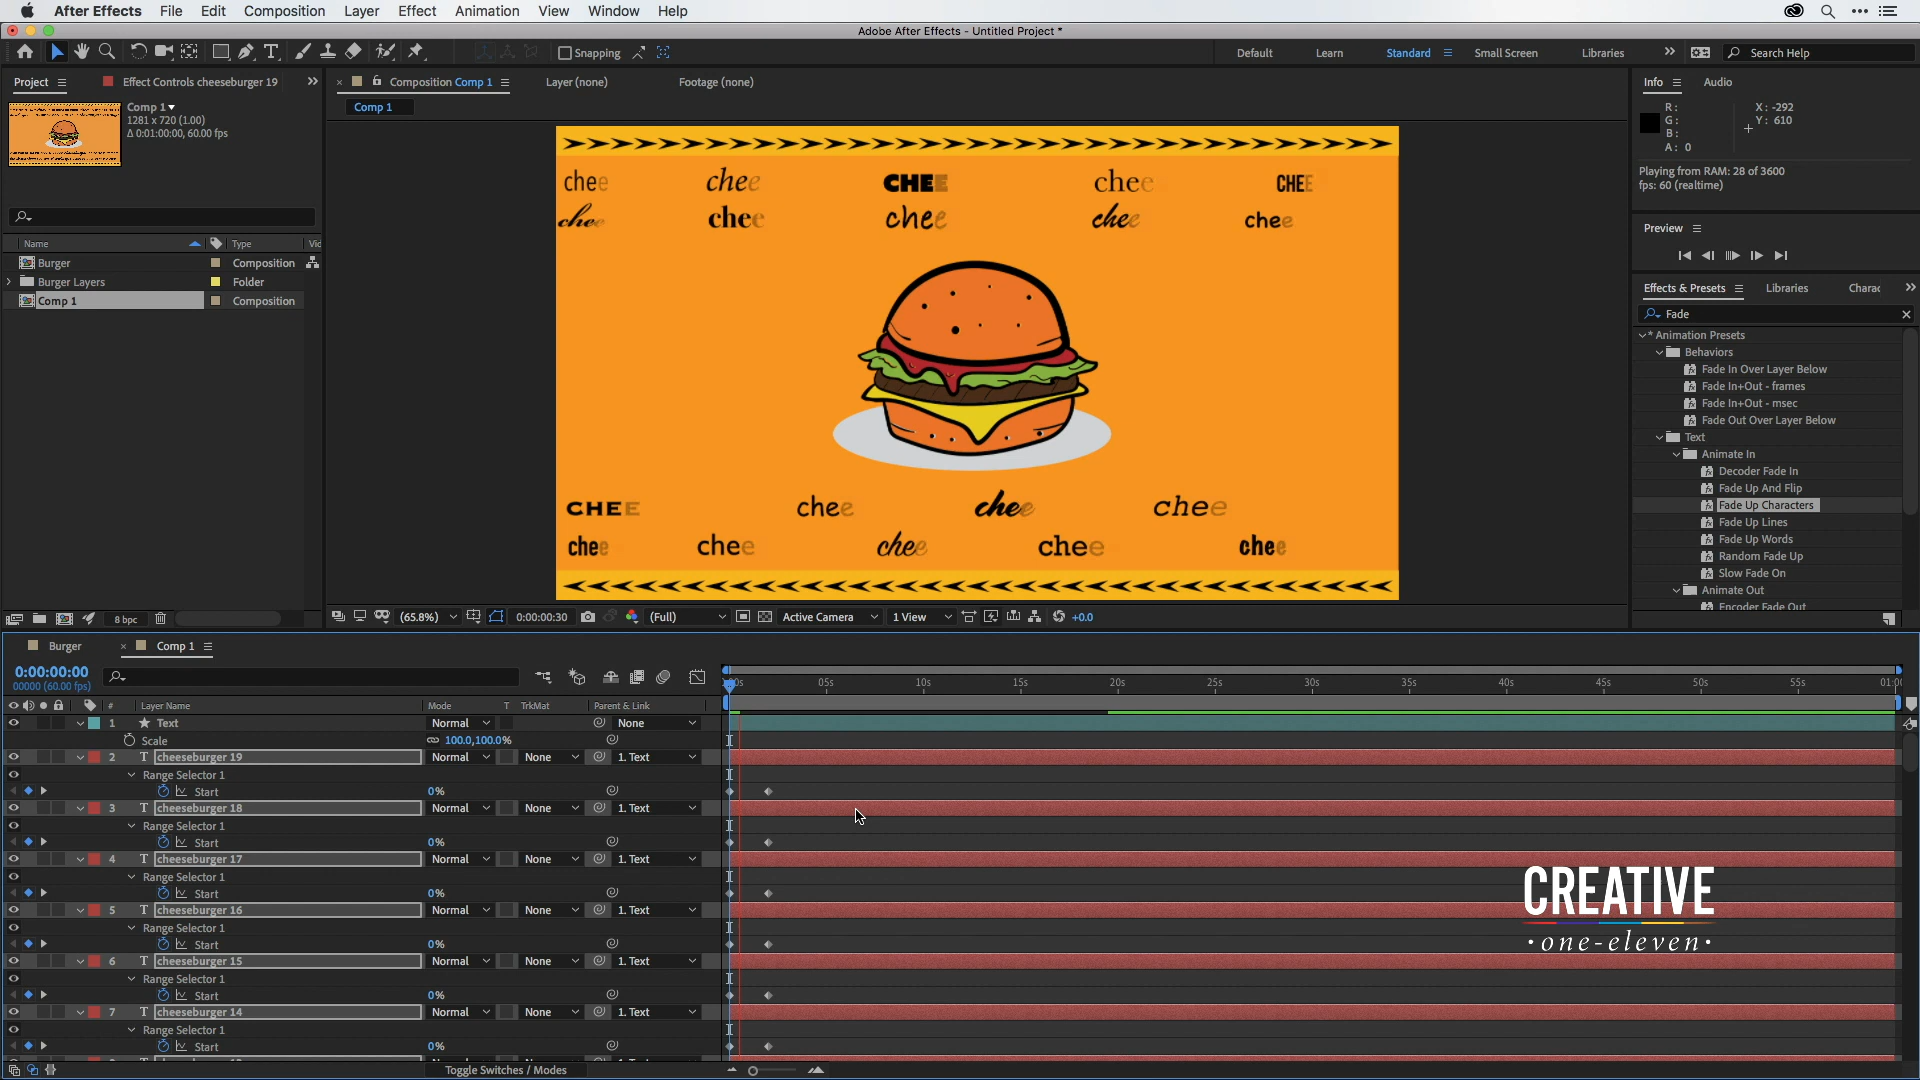 After Effects File Edit Composition Layer Effect Animation View Window Help
Adobe After Effects - Untitled Project *
Snapping Default Learn Standard Small Screen Libraries Search Help
Project Effect Controls cheeseburger 19 Composition Comp 1 Layer (none) Footage (none) Info Audio
Comp 1
1281 x 720 (1.00)
Δ 0:01:00:00, 60.00 fps
Comp 1
R:
G:
B:
A: 0
X: -292
Y: 610
Playing from RAM: 28 of 3600
fps: 60 (realtime)
chee chee CHEE chee CHEE
chee chee chee chee chee
CHEE chee chee chee
chee chee chee chee chee
Name Type
Burger Composition
Burger Layers Folder
Comp 1 Composition
Preview
Effects & Presets Libraries Charac
Fade
* Animation Presets
Behaviors
Fade In Over Layer Below
Fade In+Out - frames
Fade In+Out - msec
Fade Out Over Layer Below
Text
Animate In
Decoder Fade In
Fade Up And Flip
Fade Up Characters
Fade Up Lines
Fade Up Words
Random Fade Up
Slow Fade On
Animate Out
Encoder Fade Out
8 bpc (65.8%) 0:00:00:30 (Full) Active Camera 1 View +0.0
Burger Comp 1
0:00:00:00
00000 (60.00 fps)
05s 10s 15s 20s 25s 30s 35s 40s 45s 50s 55s 01:00
# Layer Name Mode T TrkMat Parent & Link
1 Text Normal None
Scale 100.0,100.0%
2 T cheeseburger 19 Normal None 1. Text
Range Selector 1
Start 0%
3 T cheeseburger 18 Normal None 1. Text
Range Selector 1
Start 0%
4 T cheeseburger 17 Normal None 1. Text
Range Selector 1
Start 0%
5 T cheeseburger 16 Normal None 1. Text
Range Selector 1
Start 0%
6 T cheeseburger 15 Normal None 1. Text
Range Selector 1
Start 0%
7 T cheeseburger 14 Normal None 1. Text
Range Selector 1
Start 0%
Toggle Switches / Modes
CREATIVE
•one-eleven•